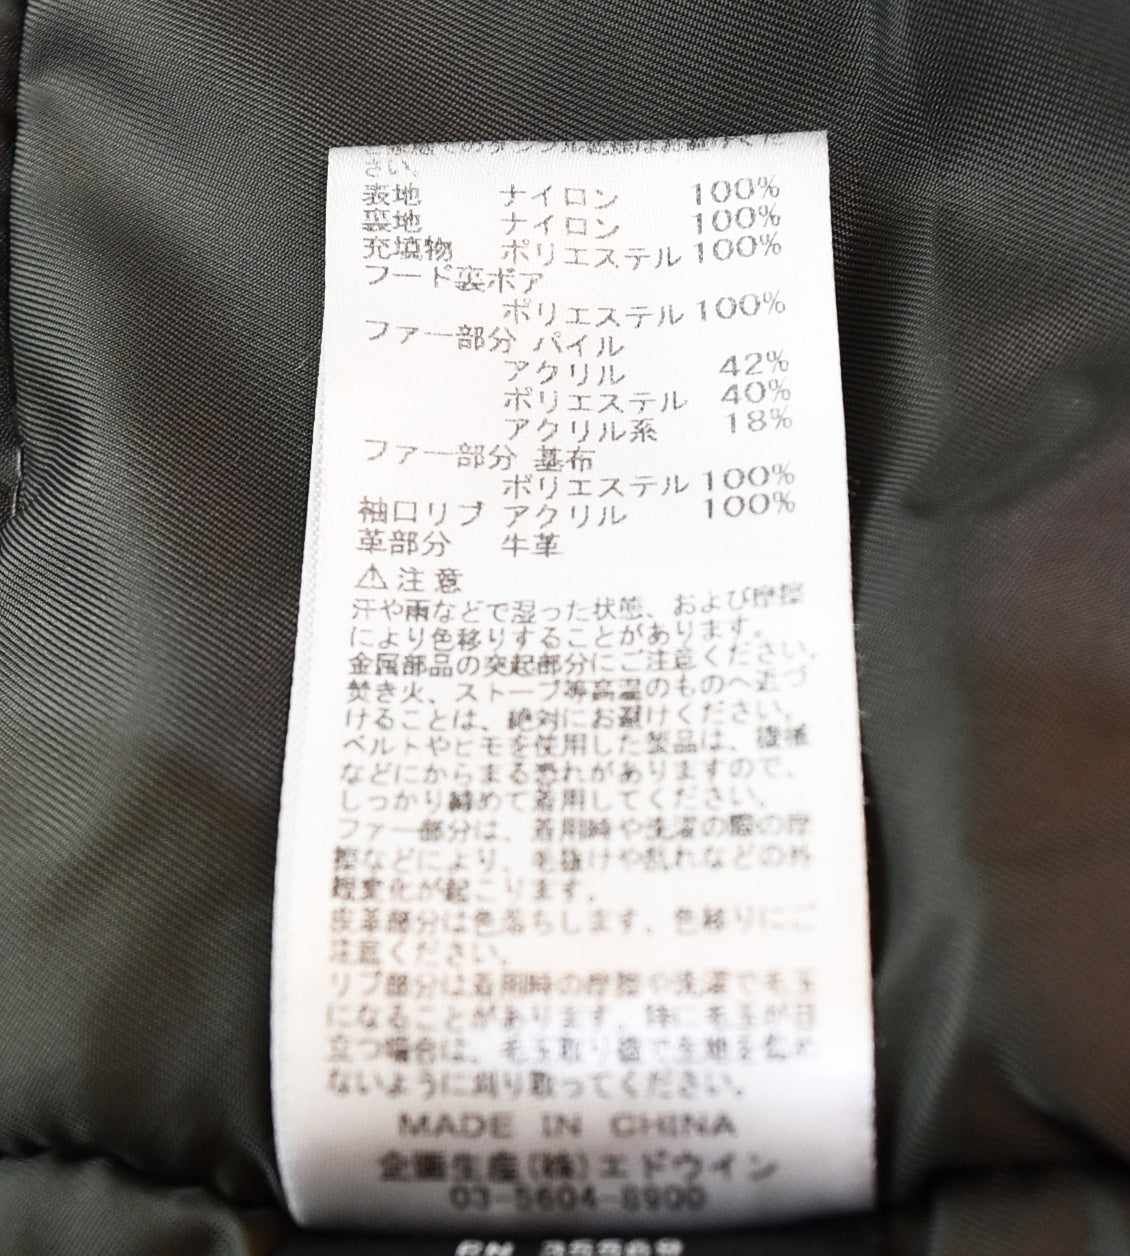 さい。
表地 ナイロン 100%
裏地 ナイロン 100%
充填物 ポリエステル 100%
フード裏ボア
ポリエステル 100%
ファー部分 パイル
アクリル 42%
ポリエステル 40%
アクリル系 18%
ファー部分 基布
ポリエステル 100%
袖口リブ アクリル 100%
革部分 牛革
⚠注意
汗や雨などで湿った状態、および摩擦
により色移りすることがあります。
金属部品の突起部分にご注意ください。
焚き火、ストーブ等高温のものへ近づ
けることは、絶対にお避けください。
ベルトやヒモを使用した製品は、機械
などにからまる恐れがありますので、
しっかり締めて着用してください。
ファー部分は、着用時や洗濯の際の摩
擦などにより、毛抜けや乱れなどの外
観変化が起こります。
皮革部分は色落ちします。色移りにご
注意ください。
リブ部分は着用時の摩擦や洗濯で毛玉
になることがあります。特に毛玉が目
立つ場合は、毛玉取り機で生地を傷め
ないように刈り取ってください。
MADE IN CHINA
企画生産(株)エドウイン
03-5604-8900